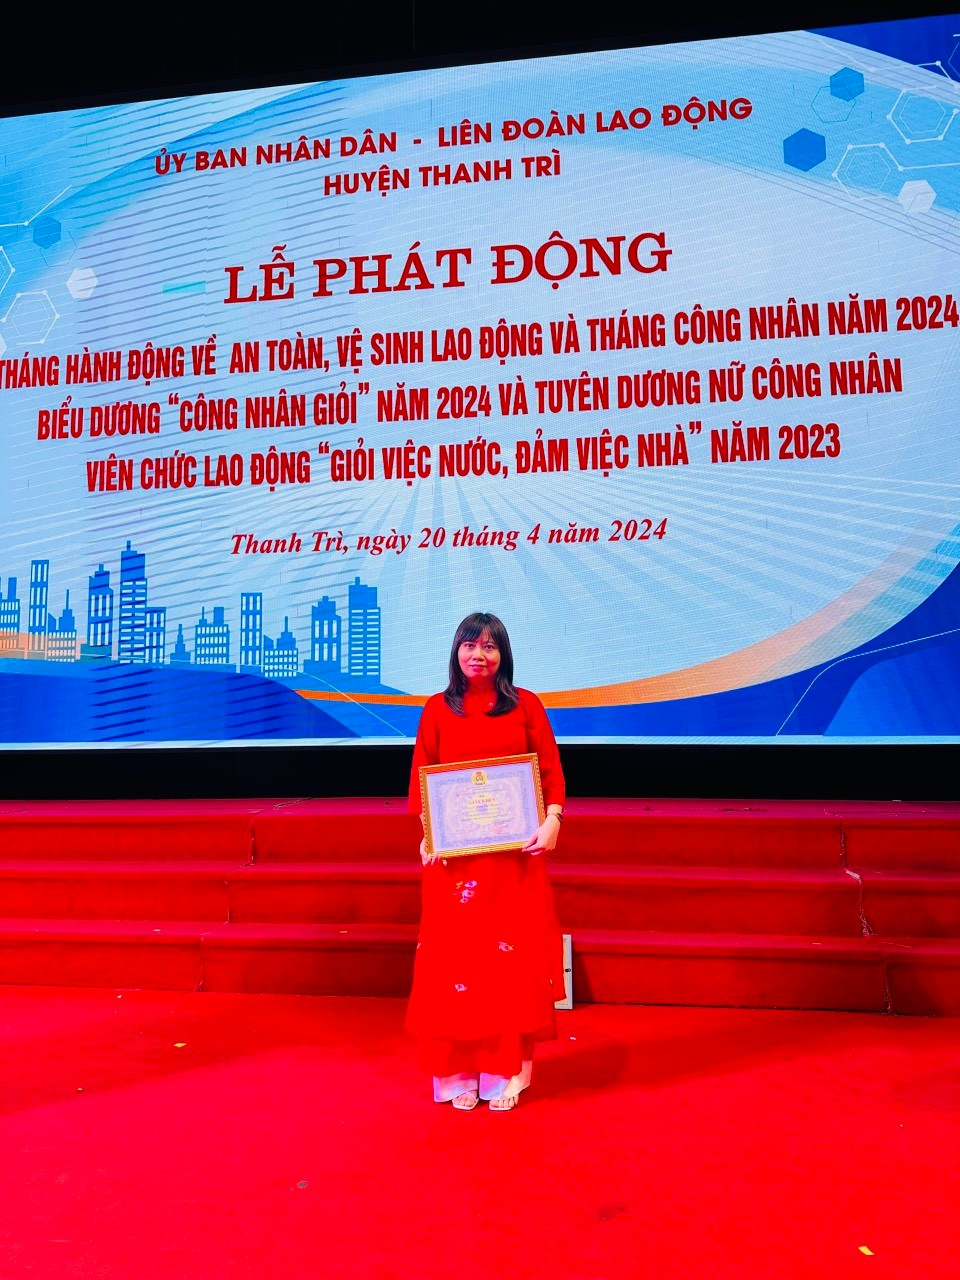 ỦY BAN NHÂN DÂN - LIÊN ĐOÀN LAO ĐỘNG
HUYỆN THANH TRÌ
LỄ PHÁT ĐỘNG
THÁNG HÀNH ĐỘNG VỀ AN TOÀN, VỆ SINH LAO ĐỘNG VÀ THÁNG CÔNG NHÂN NĂM 2024
BIỂU DƯƠNG “CÔNG NHÂN GIỎI” NĂM 2024 VÀ TUYÊN DƯƠNG NỮ CÔNG NHÂN
VIÊN CHỨC LAO ĐỘNG “GIỎI VIỆC NƯỚC, ĐẢM VIỆC NHÀ” NĂM 2023
Thanh Trì, ngày 20 tháng 4 năm 2024
GIẤY KHEN